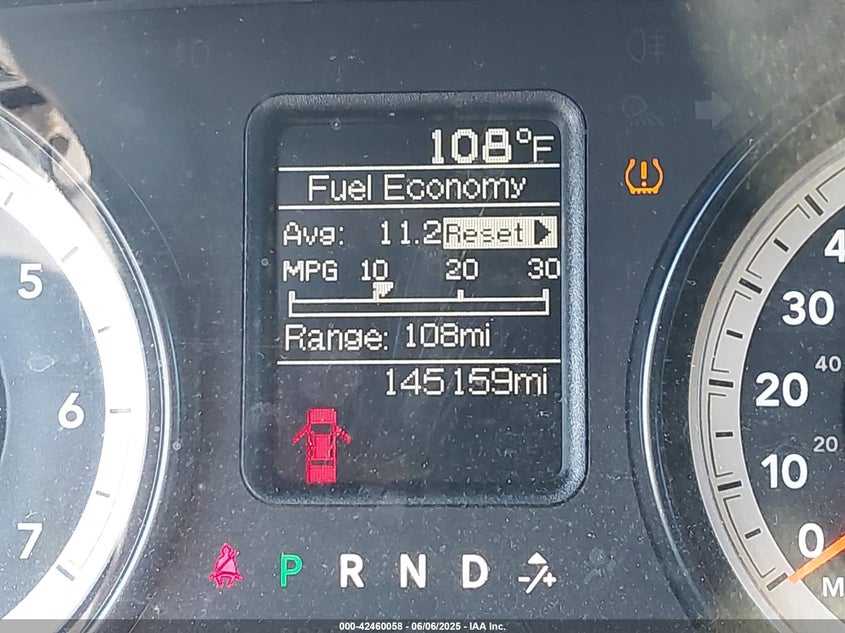 108°F
Fuel Economy
Avg: 11.2 Reset
MPG 10 20 30
Range: 108mi
145159mi
P R N D -/+
5
6
7
4
30
20
10
0
40
20
M
000-42460058 - 06/06/2025 - IAA Inc.